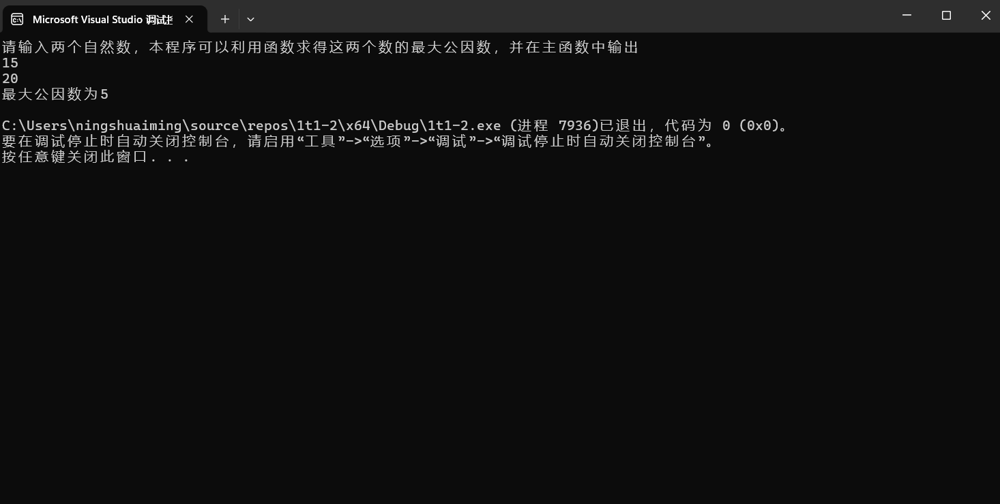 Microsoft Visual Studio 调试
请输入两个自然数，本程序可以利用函数求得这两个数的最大公因数，并在主函数中输出
15
20
最大公因数为5
C:\Users\ningshuaiming\source\repos\1t1-2\x64\Debug\1t1-2.exe (进程 7936)已退出，代码为 0 (0x0)。
要在调试停止时自动关闭控制台，请启用“工具”->“选项”->“调试”->“调试停止时自动关闭控制台”。
按任意键关闭此窗口. . .